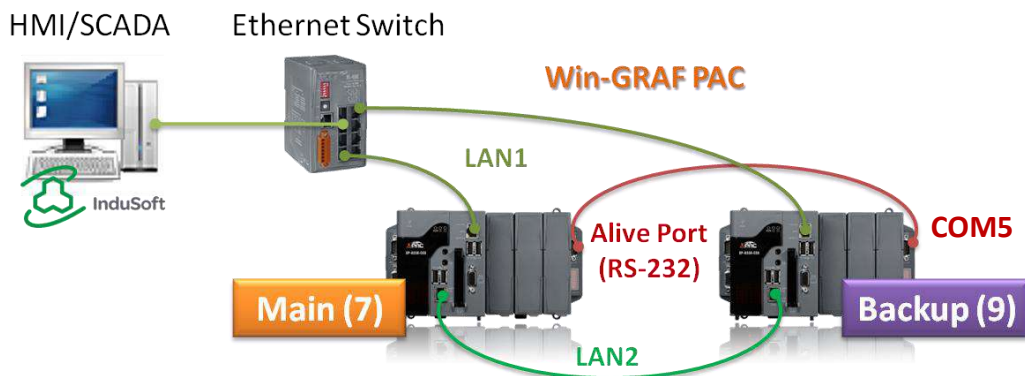 HMI/SCADA
Ethernet Switch
Win-GRAF PAC
InduSoft
LAN1
Alive Port
(RS-232)
COM5
Main (7)
Backup (9)
LAN2